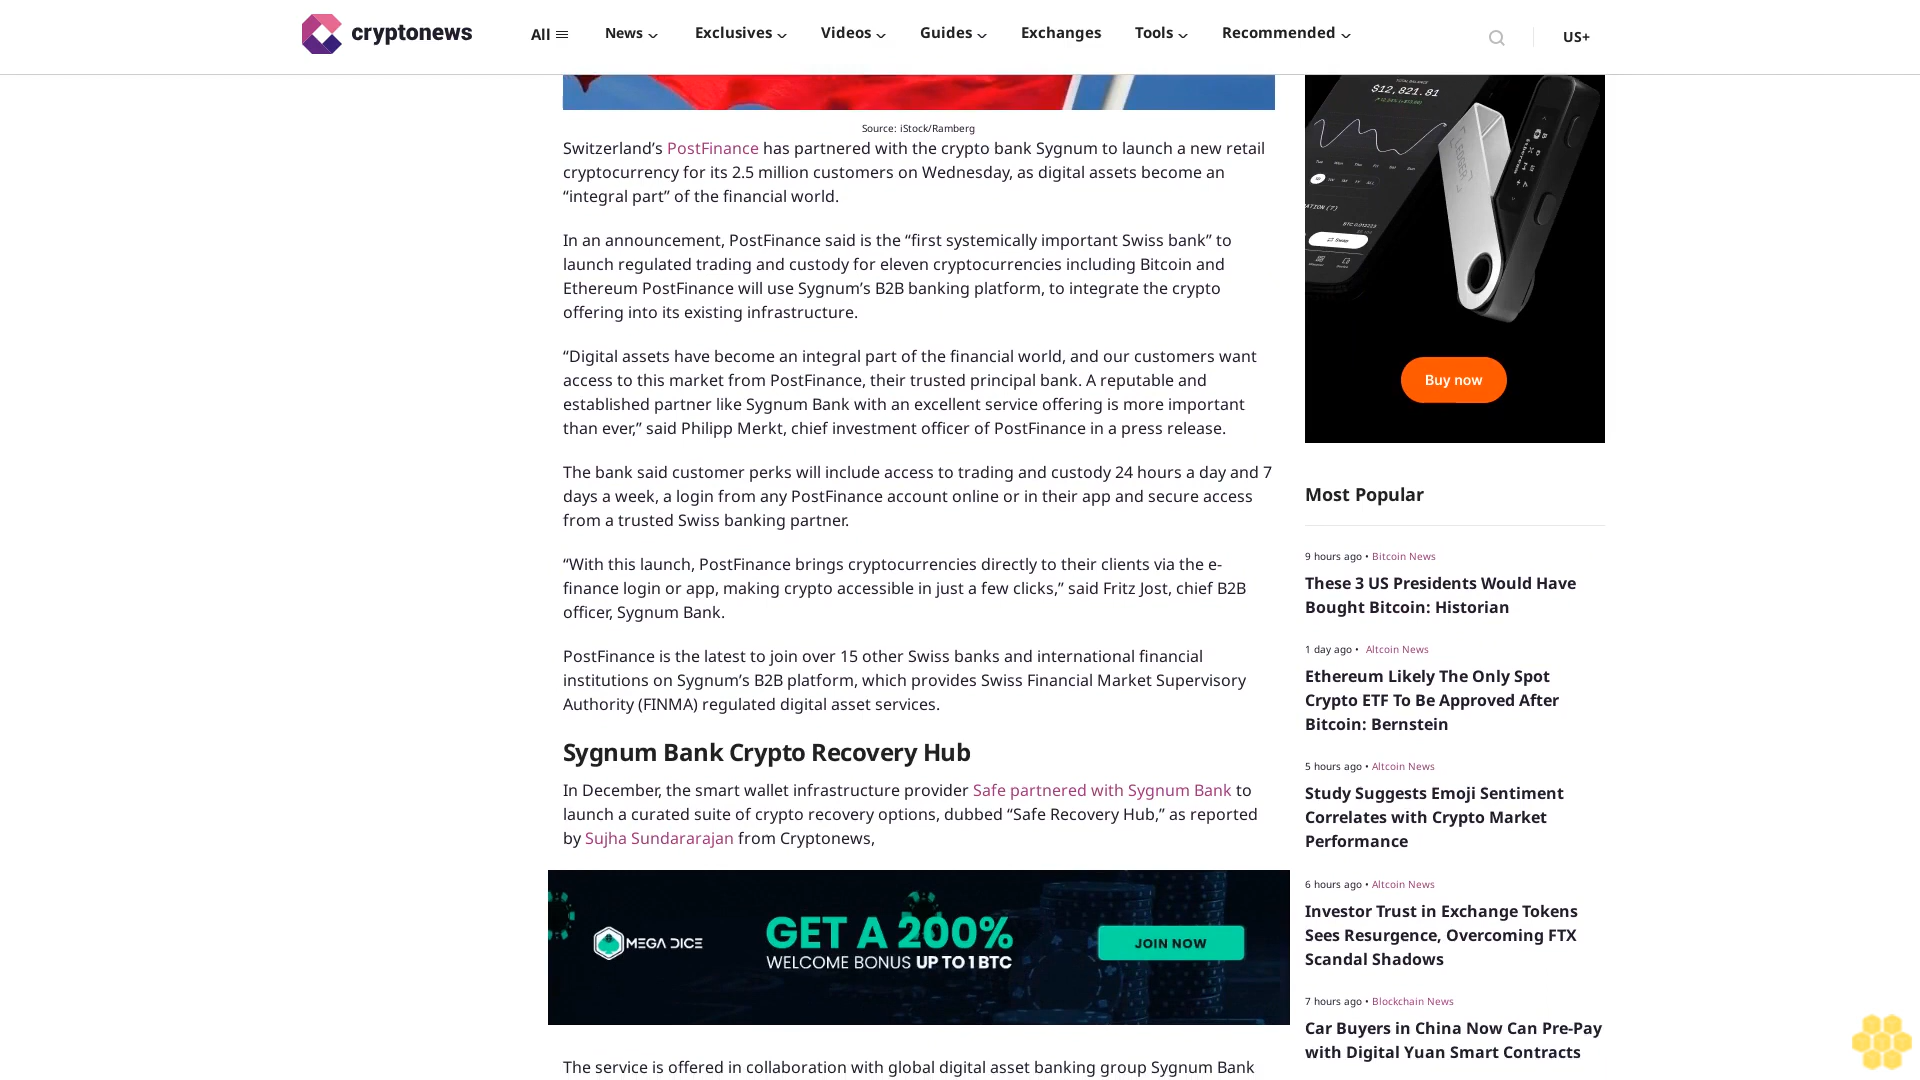 cryptonews
All
News
Exclusives
Videos
Guides
Exchanges
Tools
Recommended
US+
Source: iStock/Ramberg
Switzerland’s PostFinance has partnered with the crypto bank Sygnum to launch a new retail
cryptocurrency for its 2.5 million customers on Wednesday, as digital assets become an
“integral part” of the financial world.
In an announcement, PostFinance said is the “first systemically important Swiss bank” to
launch regulated trading and custody for eleven cryptocurrencies including Bitcoin and
Ethereum PostFinance will use Sygnum’s B2B banking platform, to integrate the crypto
offering into its existing infrastructure.
“Digital assets have become an integral part of the financial world, and our customers want
access to this market from PostFinance, their trusted principal bank. A reputable and
established partner like Sygnum Bank with an excellent service offering is more important
than ever,” said Philipp Merkt, chief investment officer of PostFinance in a press release.
The bank said customer perks will include access to trading and custody 24 hours a day and 7
days a week, a login from any PostFinance account online or in their app and secure access
from a trusted Swiss banking partner.
“With this launch, PostFinance brings cryptocurrencies directly to their clients via the e-
finance login or app, making crypto accessible in just a few clicks,” said Fritz Jost, chief B2B
officer, Sygnum Bank.
PostFinance is the latest to join over 15 other Swiss banks and international financial
institutions on Sygnum’s B2B platform, which provides Swiss Financial Market Supervisory
Authority (FINMA) regulated digital asset services.
Sygnum Bank Crypto Recovery Hub
In December, the smart wallet infrastructure provider Safe partnered with Sygnum Bank to
launch a curated suite of crypto recovery options, dubbed “Safe Recovery Hub,” as reported
by Sujha Sundararajan from Cryptonews,
MEGA DICE
GET A 200%
WELCOME BONUS UP TO 1 BTC
JOIN NOW
The service is offered in collaboration with global digital asset banking group Sygnum Bank
TOTAL BALANCE
$12,821.81
LEDGER
Ethereum
Buy now
Most Popular
9 hours ago • Bitcoin News
These 3 US Presidents Would Have
Bought Bitcoin: Historian
1 day ago • Altcoin News
Ethereum Likely The Only Spot
Crypto ETF To Be Approved After
Bitcoin: Bernstein
5 hours ago • Altcoin News
Study Suggests Emoji Sentiment
Correlates with Crypto Market
Performance
6 hours ago • Altcoin News
Investor Trust in Exchange Tokens
Sees Resurgence, Overcoming FTX
Scandal Shadows
7 hours ago • Blockchain News
Car Buyers in China Now Can Pre-Pay
with Digital Yuan Smart Contracts